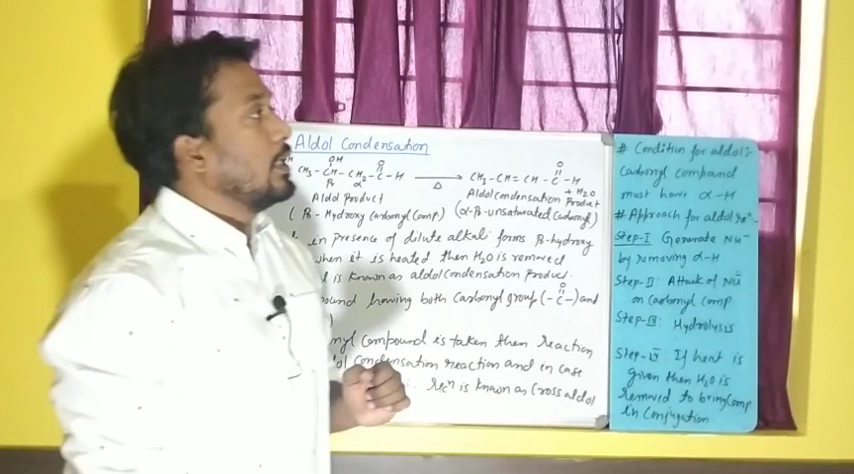 Aldol Condensation
OH O O
CH₃-CH-CH₂-C-H → CH₃-CH=CH-C-H
β α Δ + H₂O
Aldol Product Aldol Condensation Product
(β-Hydroxy Carbonyl Comp.) (α-β-unsaturated Carbonyl)
in presence of dilute alkali forms β-hydroxy
when it is heated then H₂O is removed
is known as aldol Condensation Product.
having both Carbonyl group (-C-) and
O
Compound is taken then reaction
Condensation reaction and in case
Recⁿ is known as Cross aldol
# Condition for aldol:-
Carbonyl compound
must have α-H
# Approach for aldol
Step-I Generate Nu⁻
by removing α-H
Step-II: Attack of Nu⁻
on Carbonyl comp
Step-III: Hydrolysis
Step-IV: If heat is
given then H₂O is
removed to bring Comp
in Conjugation